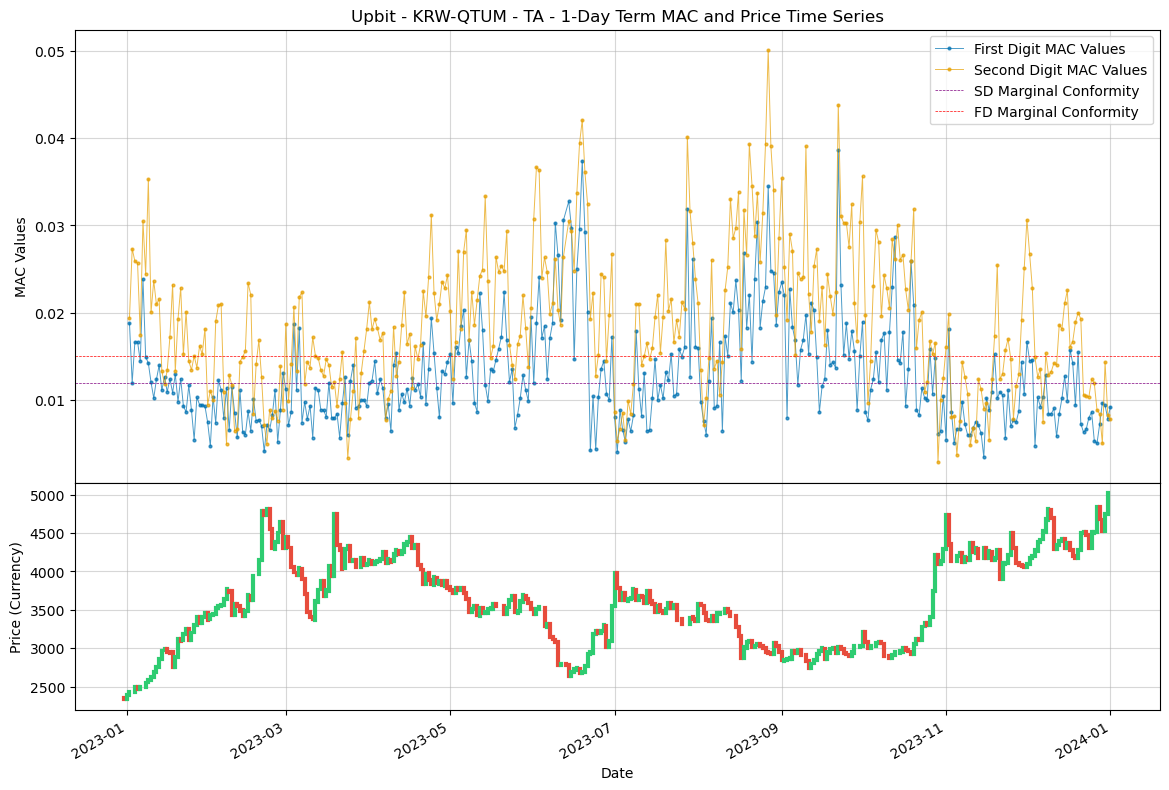 Upbit - KRW-QTUM - TA - 1-Day Term MAC and Price Time Series
First Digit MAC Values
Second Digit MAC Values
SD Marginal Conformity
FD Marginal Conformity
MAC Values
0.05
0.04
0.03
0.02
0.01
Price (Currency)
5000
4500
4000
3500
3000
2500
2023-01
2023-03
2023-05
2023-07
2023-09
2023-11
2024-01
Date